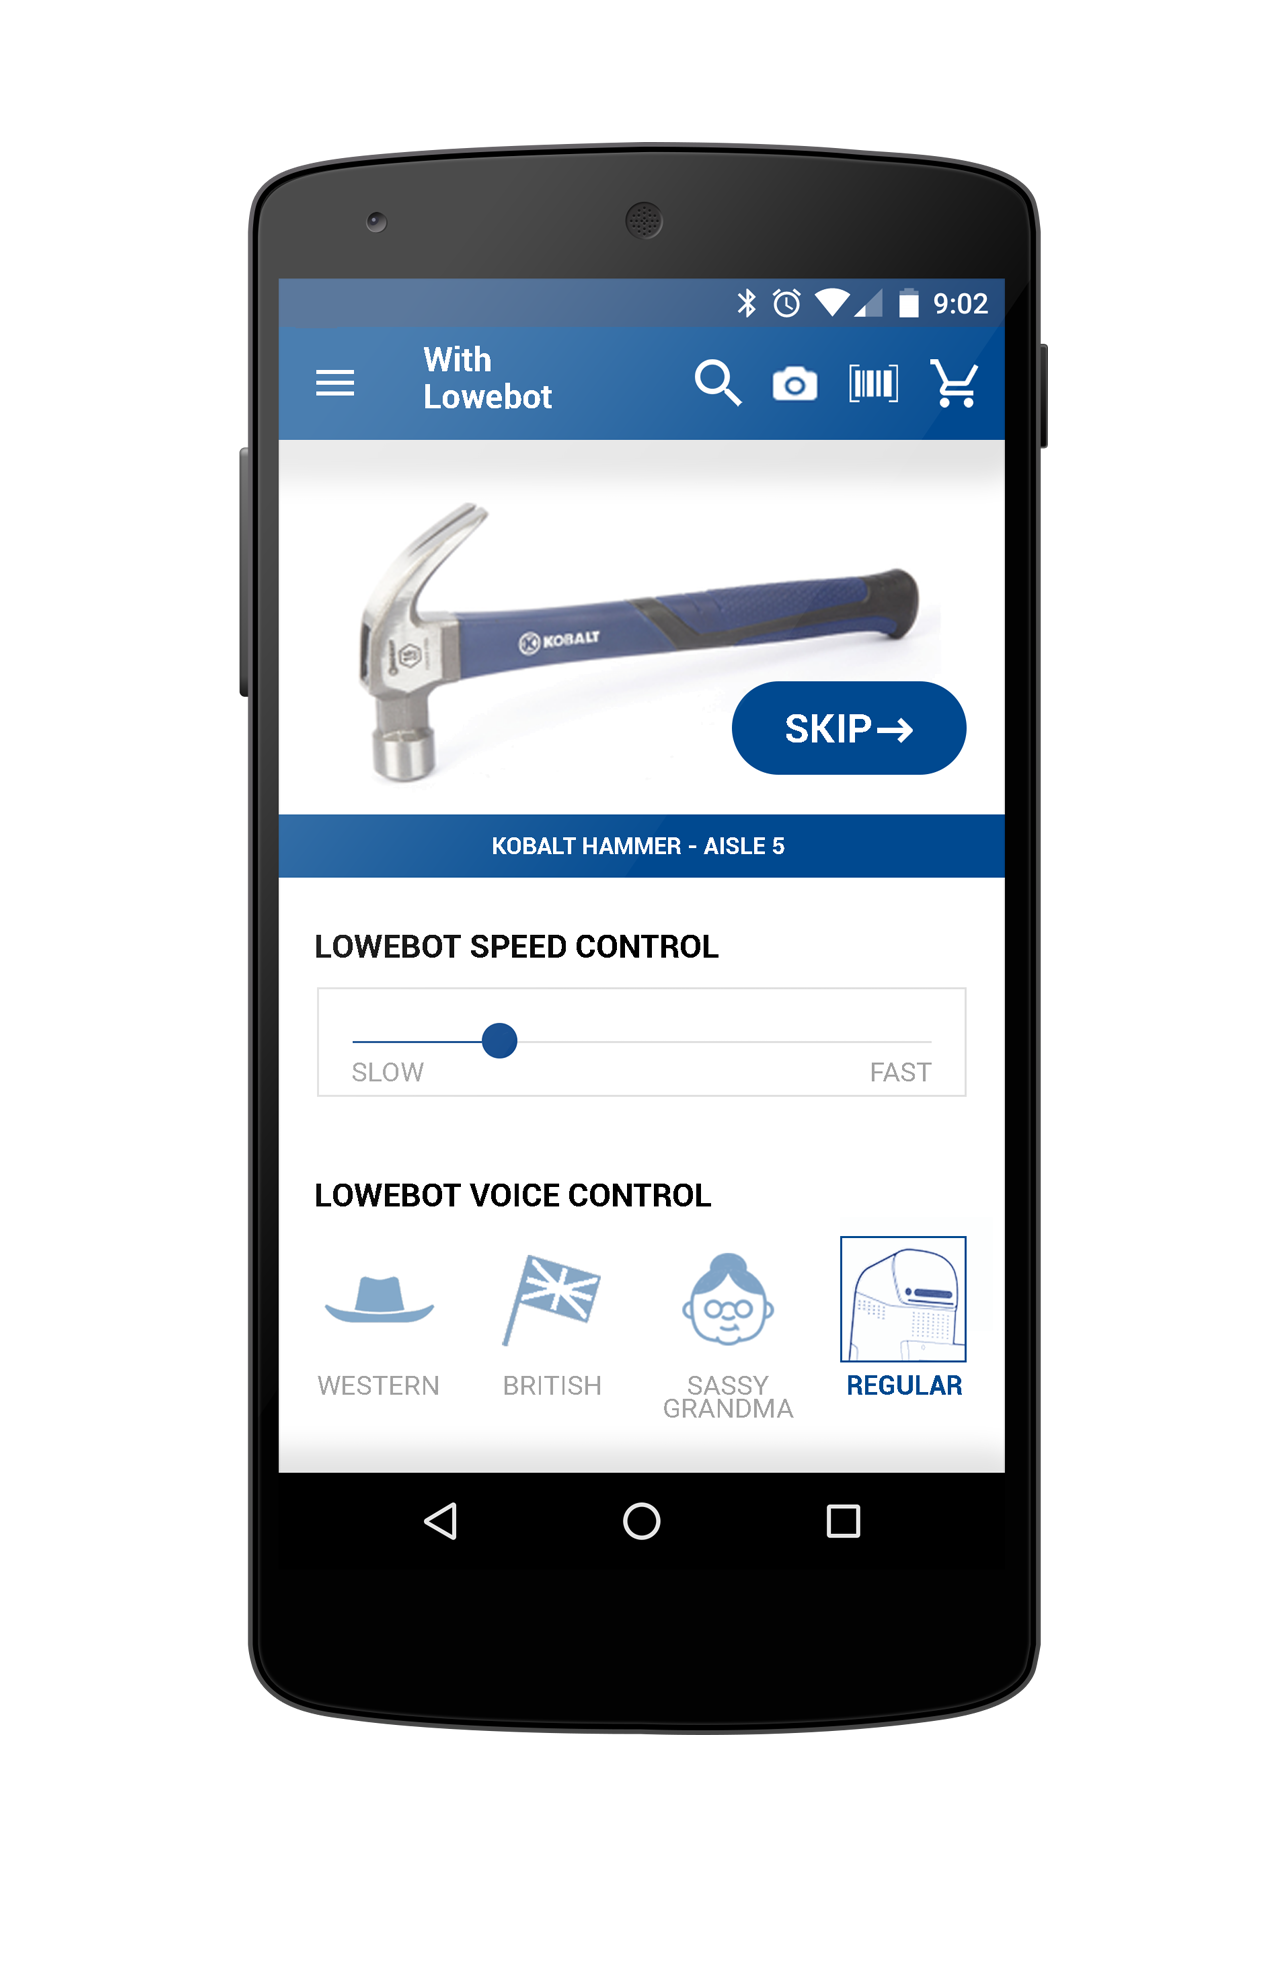 9:02
With
Lowebot
KOBALT
SKIP→
KOBALT HAMMER - AISLE 5
LOWEBOT SPEED CONTROL
SLOW FAST
LOWEBOT VOICE CONTROL
WESTERN BRITISH SASSY GRANDMA REGULAR